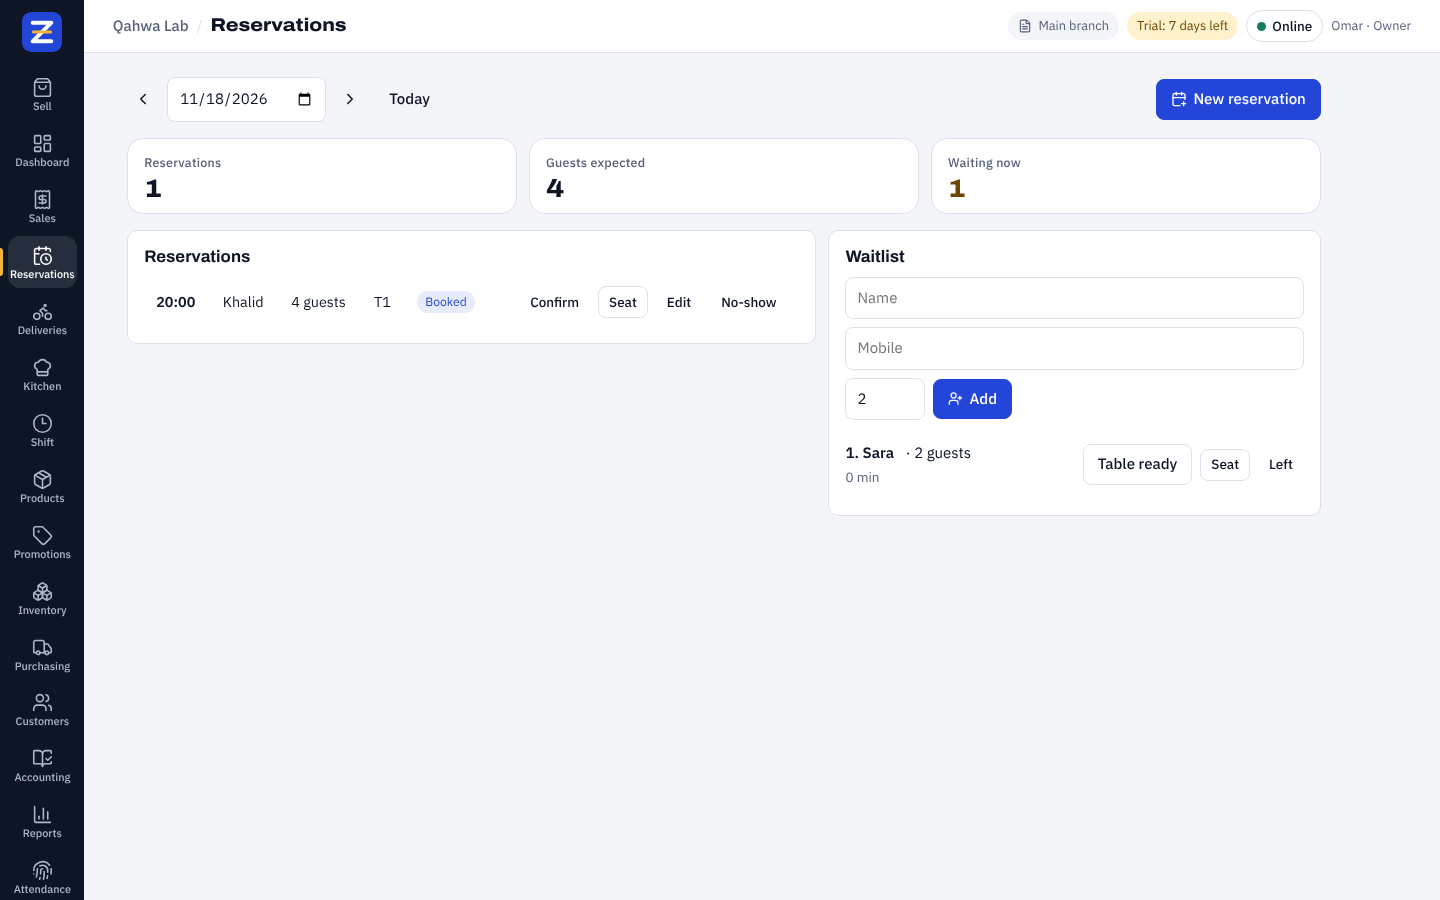 Qahwa Lab / Reservations
Main branch
Trial: 7 days left
Online
Omar · Owner
Sell
Dashboard
Sales
Reservations
Deliveries
Kitchen
Shift
Products
Promotions
Inventory
Purchasing
Customers
Accounting
Reports
Attendance
11/18/2026
Today
New reservation
Reservations
1
Guests expected
4
Waiting now
1
Reservations
20:00 Khalid 4 guests T1 Booked Confirm Seat Edit No-show
Waitlist
Name
Mobile
2 Add
1. Sara · 2 guests
0 min
Table ready Seat Left